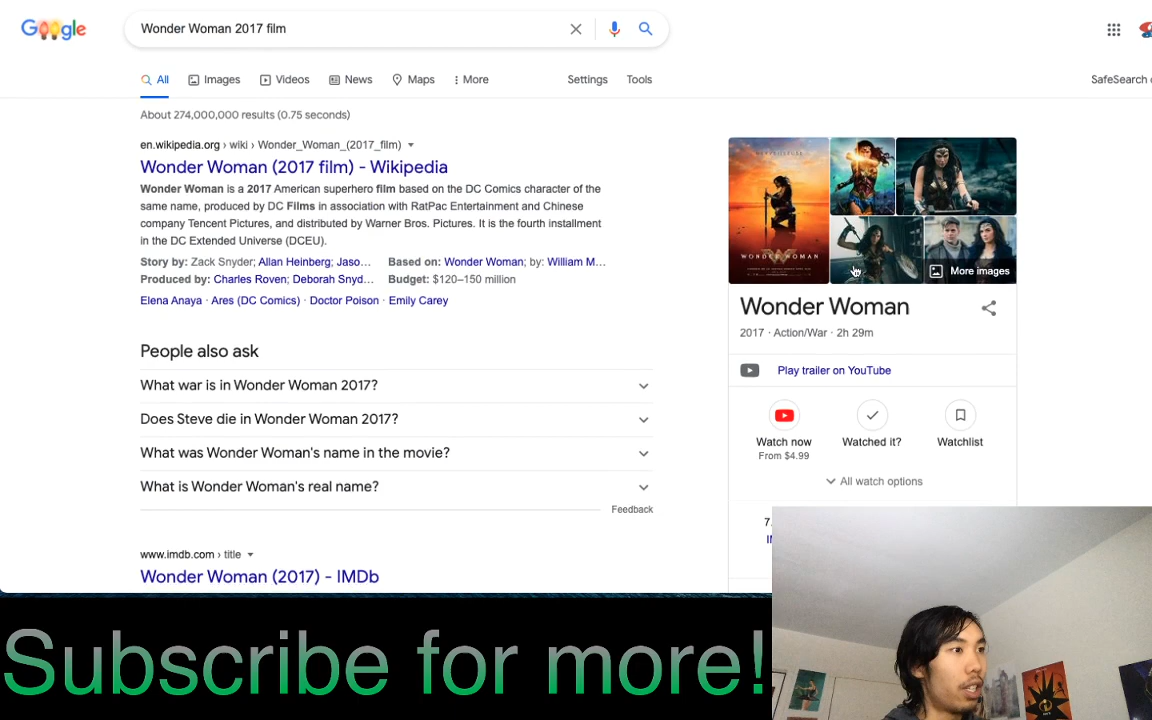 Google
Wonder Woman 2017 film
All Images Videos News Maps More Settings Tools
SafeSearch
About 274,000,000 results (0.75 seconds)
en.wikipedia.org › wiki › Wonder_Woman_(2017_film)
Wonder Woman (2017 film) - Wikipedia
Wonder Woman is a 2017 American superhero film based on the DC Comics character of the
same name, produced by DC Films in association with RatPac Entertainment and Chinese
company Tencent Pictures, and distributed by Warner Bros. Pictures. It is the fourth installment
in the DC Extended Universe (DCEU).
Story by: Zack Snyder; Allan Heinberg; Jaso... Based on: Wonder Woman; by: William M...
Produced by: Charles Roven; Deborah Snyd... Budget: $120–150 million
Elena Anaya · Ares (DC Comics) · Doctor Poison · Emily Carey
People also ask
What war is in Wonder Woman 2017?
Does Steve die in Wonder Woman 2017?
What was Wonder Woman's name in the movie?
What is Wonder Woman's real name?
Feedback
www.imdb.com › title
Wonder Woman (2017) - IMDb
WONDER WOMAN
More images
Wonder Woman
2017 · Action/War · 2h 29m
Play trailer on YouTube
Watch now Watched it? Watchlist
From $4.99
All watch options
7.
Subscribe for more!